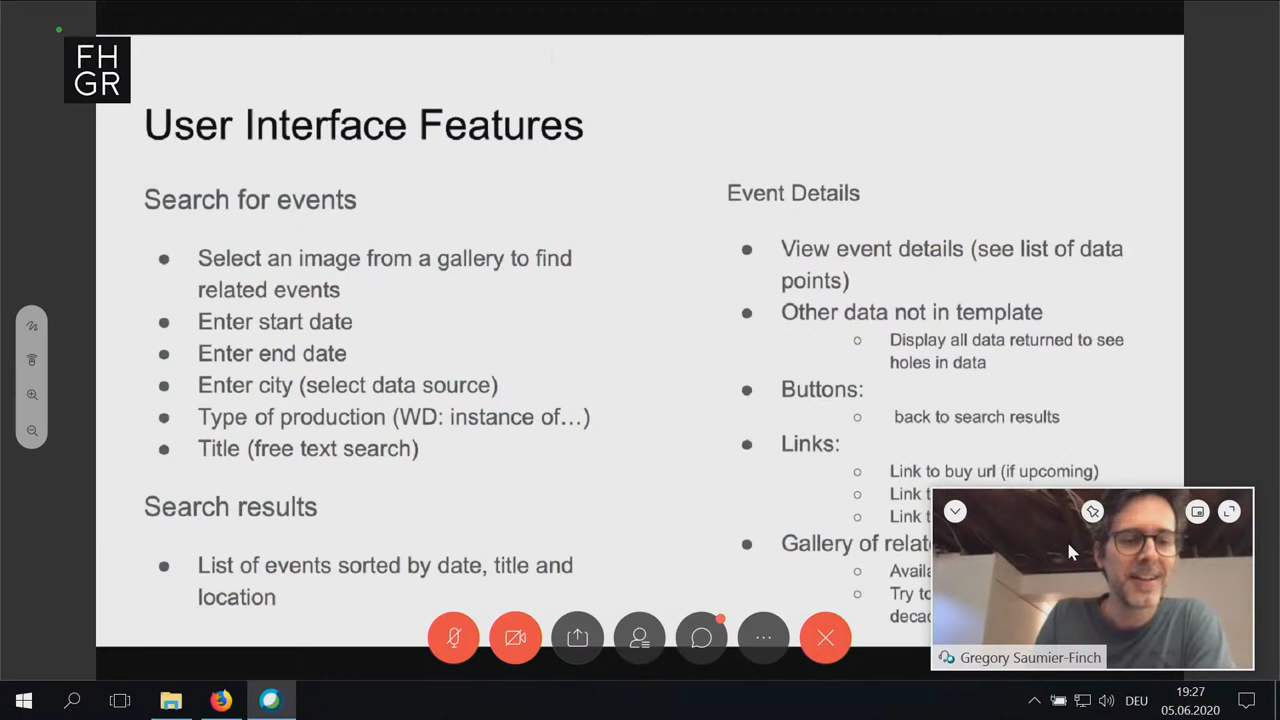 FH
GR
User Interface Features
Search for events
● Select an image from a gallery to find
related events
● Enter start date
● Enter end date
● Enter city (select data source)
● Type of production (WD: instance of…)
● Title (free text search)
Search results
● List of events sorted by date, title and
location
Event Details
● View event details (see list of data
points)
● Other data not in template
○ Display all data returned to see
holes in data
● Buttons:
○ back to search results
● Links:
○ Link to buy url (if upcoming)
○ Link
○ Link
● Gallery of
○ Try to
Gregory Saumier-Finch
DEU
19:27
05.06.2020